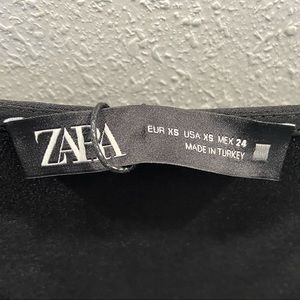 ZARA
EUR XS USA XS MEX 24
MADE IN TURKEY